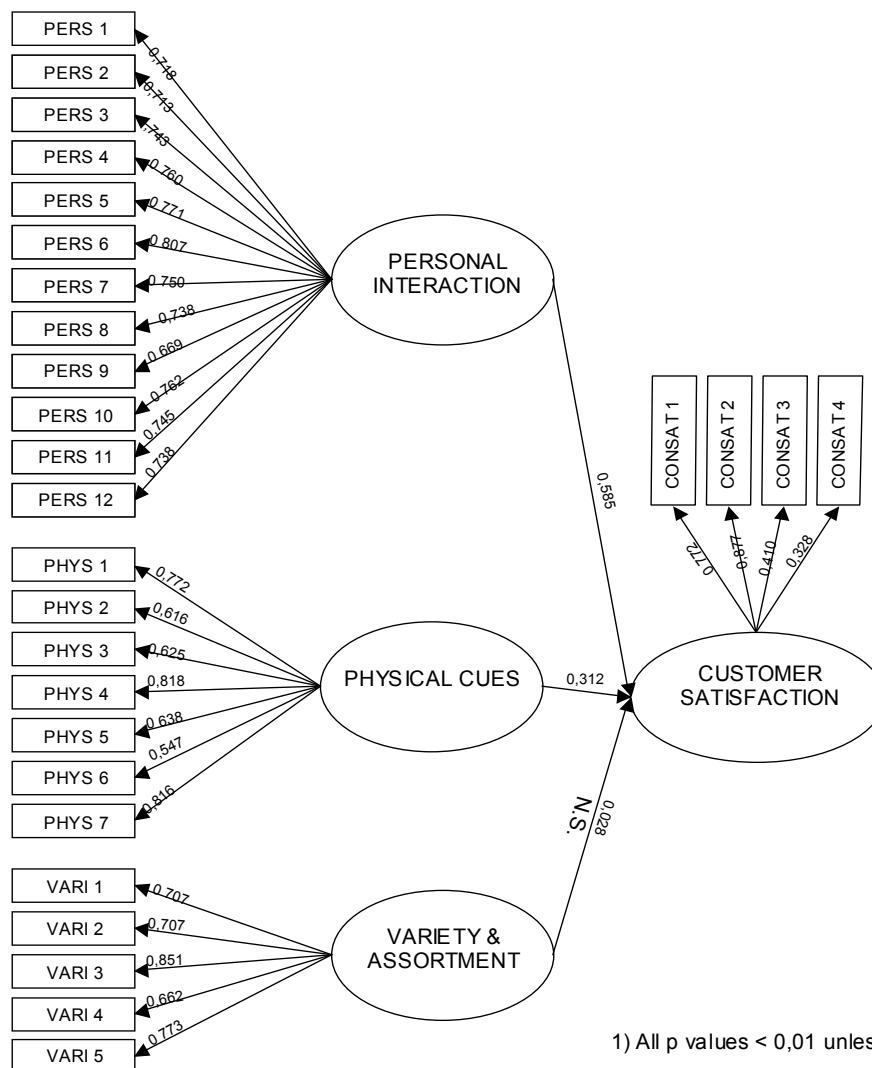 PERS 1
0,718
PERS 2
0,713
PERS 3
,743
PERS 4
0,760
PERS 5
0,771
PERS 6
0,807
PERS 7
0,750
PERS 8
0,738
PERS 9
0,669
PERS 10
0,762
PERS 11
0,745
PERS 12
0,738
PERSONAL
INTERACTION
0,585
CONSAT 1
CONSAT 2
CONSAT 3
CONSAT 4
0,772
0,877
0,410
0,328
PHYS 1
0,772
PHYS 2
0,616
PHYS 3
0,625
PHYS 4
0,818
PHYS 5
0,638
PHYS 6
0,547
PHYS 7
0,816
PHYSICAL CUES
0,312
CUSTOMER
SATISFACTION
N.S.
0,028
VARI 1
0,707
VARI 2
0,707
VARI 3
0,851
VARI 4
0,662
VARI 5
0,773
VARIETY &
ASSORTMENT
1) All p values < 0,01 unles